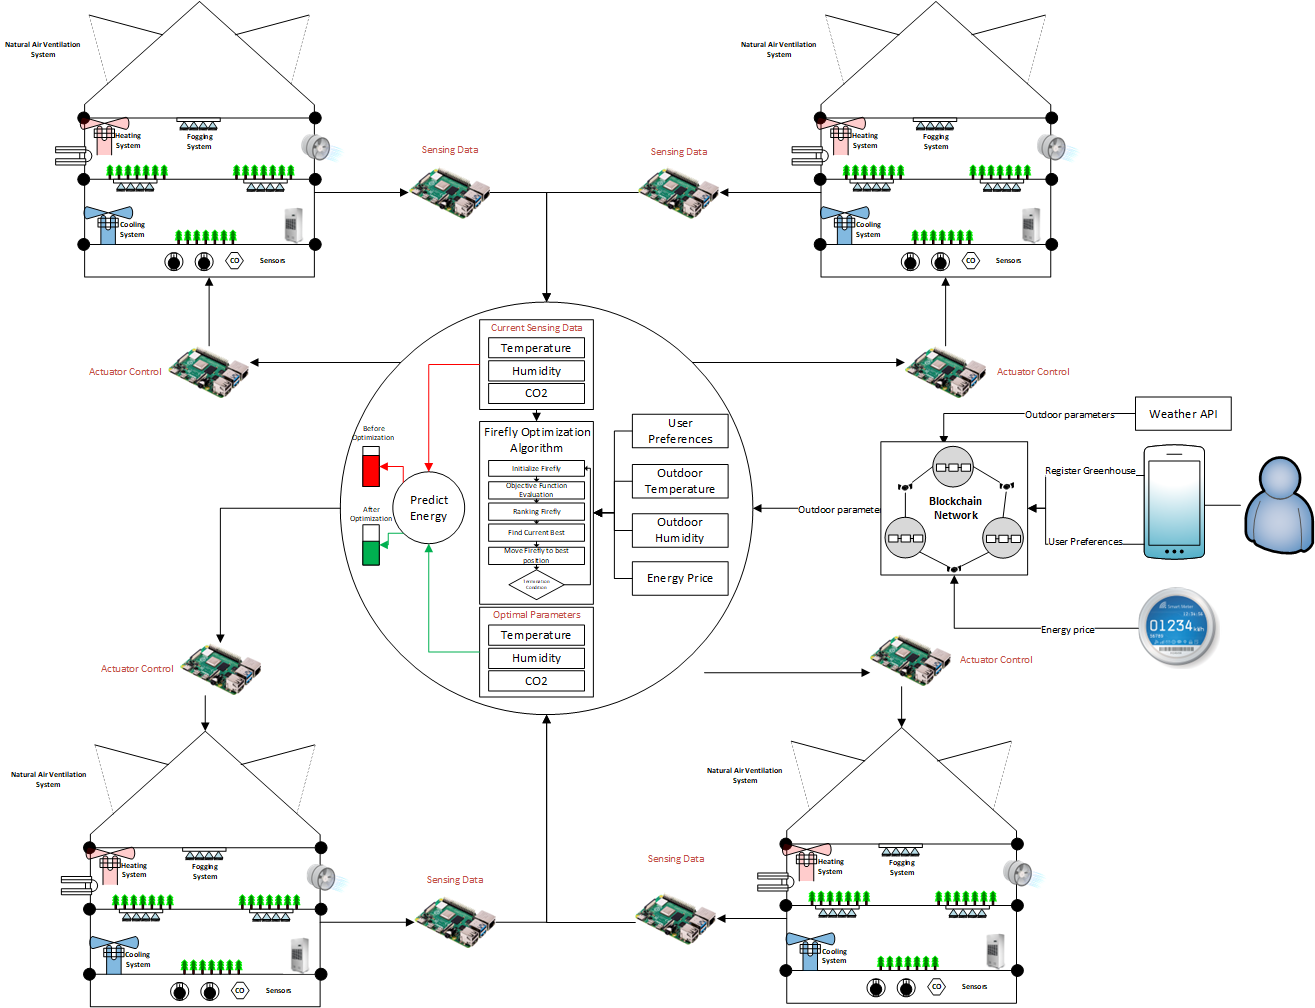 Natural Air Ventilation
System
Heating
System
Fogging
System
Cooling
System
CO
Sensors
Sensing Data
Sensing Data
Natural Air Ventilation
System
Heating
System
Fogging
System
Cooling
System
CO
Sensors
Actuator Control
Actuator Control
Current Sensing Data
Temperature
Humidity
CO2
Before
Optimization
After
Optimization
Predict
Energy
Firefly Optimization
Algorithm
Initialize Firefly
Objective Function
Evaluation
Ranking Firefly
Find Current Best
Move Firefly to best
position
Termination
Condition
Optimal Parameters
Temperature
Humidity
CO2
User
Preferences
Outdoor
Temperature
Outdoor
Humidity
Energy Price
Outdoor paramete
Blockchain
Network
Outdoor parameters
Weather API
Register Greenhouse
User Preferences
Energy price
Smart Meter
01234 kph
Actuator Control
Actuator Control
Natural Air Ventilation
System
Heating
System
Fogging
System
Cooling
System
CO
Sensors
Sensing Data
Sensing Data
Natural Air Ventilation
System
Heating
System
Fogging
System
Cooling
System
CO
Sensors